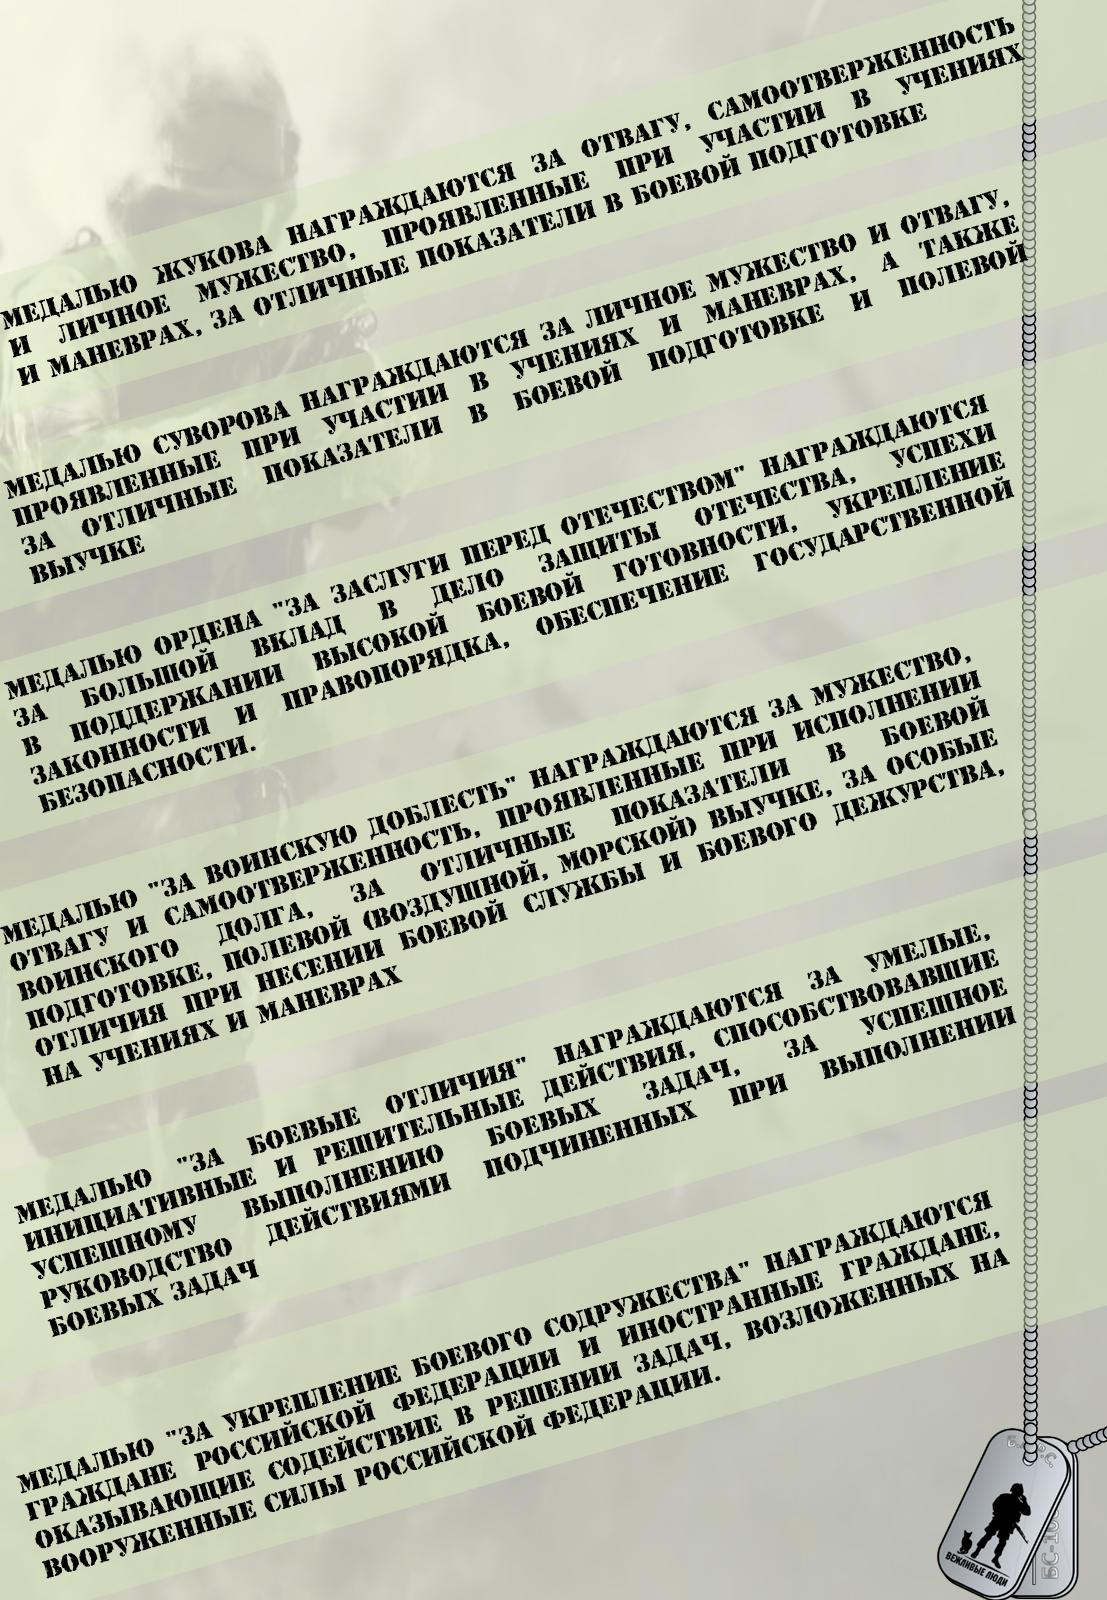 МЕДАЛЬЮ ЖУКОВА НАГРАЖДАЮТСЯ ЗА ОТВАГУ, САМООТВЕРЖЕННОСТЬ
И ЛИЧНОЕ МУЖЕСТВО, ПРОЯВЛЕННЫЕ ПРИ УЧАСТИИ В УЧЕНИЯХ
И МАНЕВРАХ, ЗА ОТЛИЧНЫЕ ПОКАЗАТЕЛИ В БОЕВОЙ ПОДГОТОВКЕ
МЕДАЛЬЮ СУВОРОВА НАГРАЖДАЮТСЯ ЗА ЛИЧНОЕ МУЖЕСТВО И ОТВАГУ,
ПРОЯВЛЕННЫЕ ПРИ УЧАСТИИ В УЧЕНИЯХ И МАНЕВРАХ, А ТАКЖЕ
ЗА ОТЛИЧНЫЕ ПОКАЗАТЕЛИ В БОЕВОЙ ПОДГОТОВКЕ И ПОЛЕВОЙ
ВЫУЧКЕ
МЕДАЛЬЮ ОРДЕНА "ЗА ЗАСЛУГИ ПЕРЕД ОТЕЧЕСТВОМ" НАГРАЖДАЮТСЯ
ЗА БОЛЬШОЙ ВКЛАД В ДЕЛО ЗАЩИТЫ ОТЕЧЕСТВА, УСПЕХИ
В ПОДДЕРЖАНИИ ВЫСОКОЙ БОЕВОЙ ГОТОВНОСТИ, УКРЕПЛЕНИЕ
ЗАКОННОСТИ И ПРАВОПОРЯДКА, ОБЕСПЕЧЕНИЕ ГОСУДАРСТВЕННОЙ
БЕЗОПАСНОСТИ.
МЕДАЛЬЮ "ЗА ВОИНСКУЮ ДОБЛЕСТЬ" НАГРАЖДАЮТСЯ ЗА МУЖЕСТВО,
ОТВАГУ И САМООТВЕРЖЕННОСТЬ, ПРОЯВЛЕННЫЕ ПРИ ИСПОЛНЕНИИ
ВОИНСКОГО ДОЛГА, ЗА ОТЛИЧНЫЕ ПОКАЗАТЕЛИ В БОЕВОЙ
ПОДГОТОВКЕ, ПОЛЕВОЙ (ВОЗДУШНОЙ, МОРСКОЙ) ВЫУЧКЕ, ЗА ОСОБЫЕ
ОТЛИЧИЯ ПРИ НЕСЕНИИ БОЕВОЙ СЛУЖБЫ И БОЕВОГО ДЕЖУРСТВА,
НА УЧЕНИЯХ И МАНЕВРАХ
МЕДАЛЬЮ "ЗА БОЕВЫЕ ОТЛИЧИЯ" НАГРАЖДАЮТСЯ ЗА УМЕЛЫЕ,
ИНИЦИАТИВНЫЕ И РЕШИТЕЛЬНЫЕ ДЕЙСТВИЯ, СПОСОБСТВОВАВШИЕ
УСПЕШНОМУ ВЫПОЛНЕНИЮ БОЕВЫХ ЗАДАЧ, ЗА УСПЕШНОЕ
РУКОВОДСТВО ДЕЙСТВИЯМИ ПОДЧИНЕННЫХ ПРИ ВЫПОЛНЕНИИ
БОЕВЫХ ЗАДАЧ
МЕДАЛЬЮ "ЗА УКРЕПЛЕНИЕ БОЕВОГО СОДРУЖЕСТВА" НАГРАЖДАЮТСЯ
ГРАЖДАНЕ РОССИЙСКОЙ ФЕДЕРАЦИИ И ИНОСТРАННЫЕ ГРАЖДАНЕ,
ОКАЗЫВАЮЩИЕ СОДЕЙСТВИЕ В РЕШЕНИИ ЗАДАЧ, ВОЗЛОЖЕННЫХ НА
ВООРУЖЕННЫЕ СИЛЫ РОССИЙСКОЙ ФЕДЕРАЦИИ.
ВЕЖЛИВЫЕ ЛЮДИ